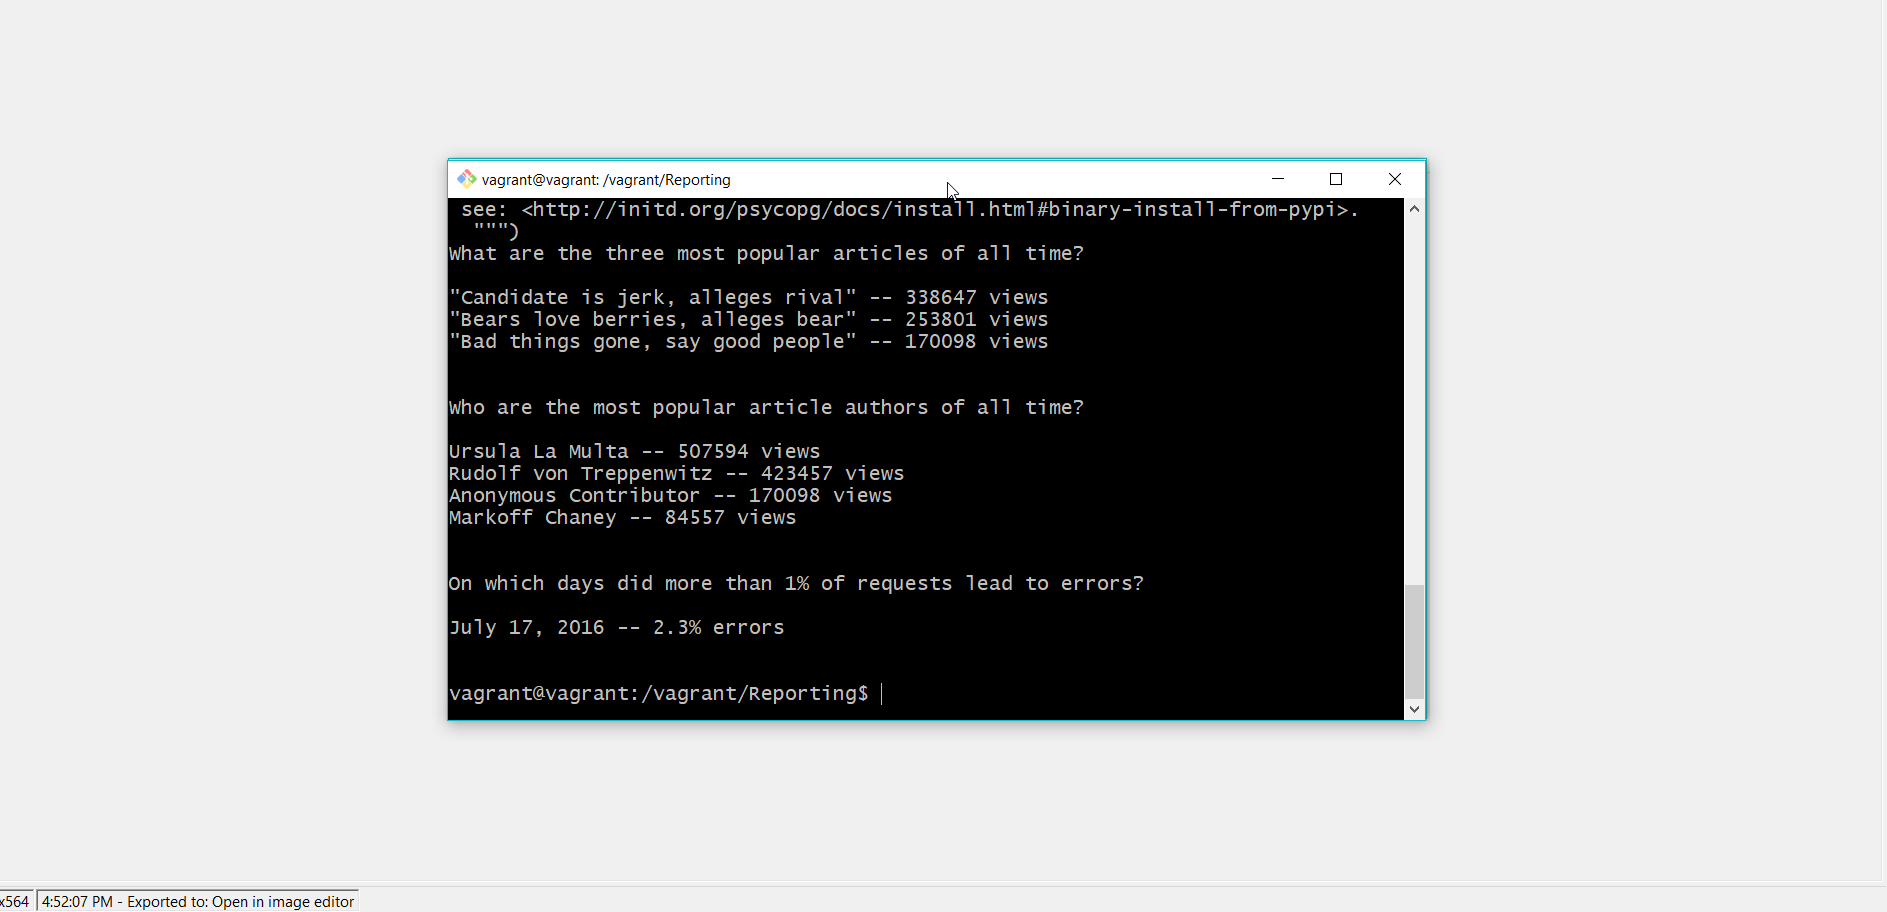 vagrant@vagrant: /vagrant/Reporting
see: <http://initd.org/psycopg/docs/install.html#binary-install-from-pypi>.
""")
What are the three most popular articles of all time?
"Candidate is jerk, alleges rival" -- 338647 views
"Bears love berries, alleges bear" -- 253801 views
"Bad things gone, say good people" -- 170098 views
Who are the most popular article authors of all time?
Ursula La Multa -- 507594 views
Rudolf von Treppenwitz -- 423457 views
Anonymous Contributor -- 170098 views
Markoff Chaney -- 84557 views
On which days did more than 1% of requests lead to errors?
July 17, 2016 -- 2.3% errors
vagrant@vagrant:/vagrant/Reporting$
x564 4:52:07 PM - Exported to: Open in image editor